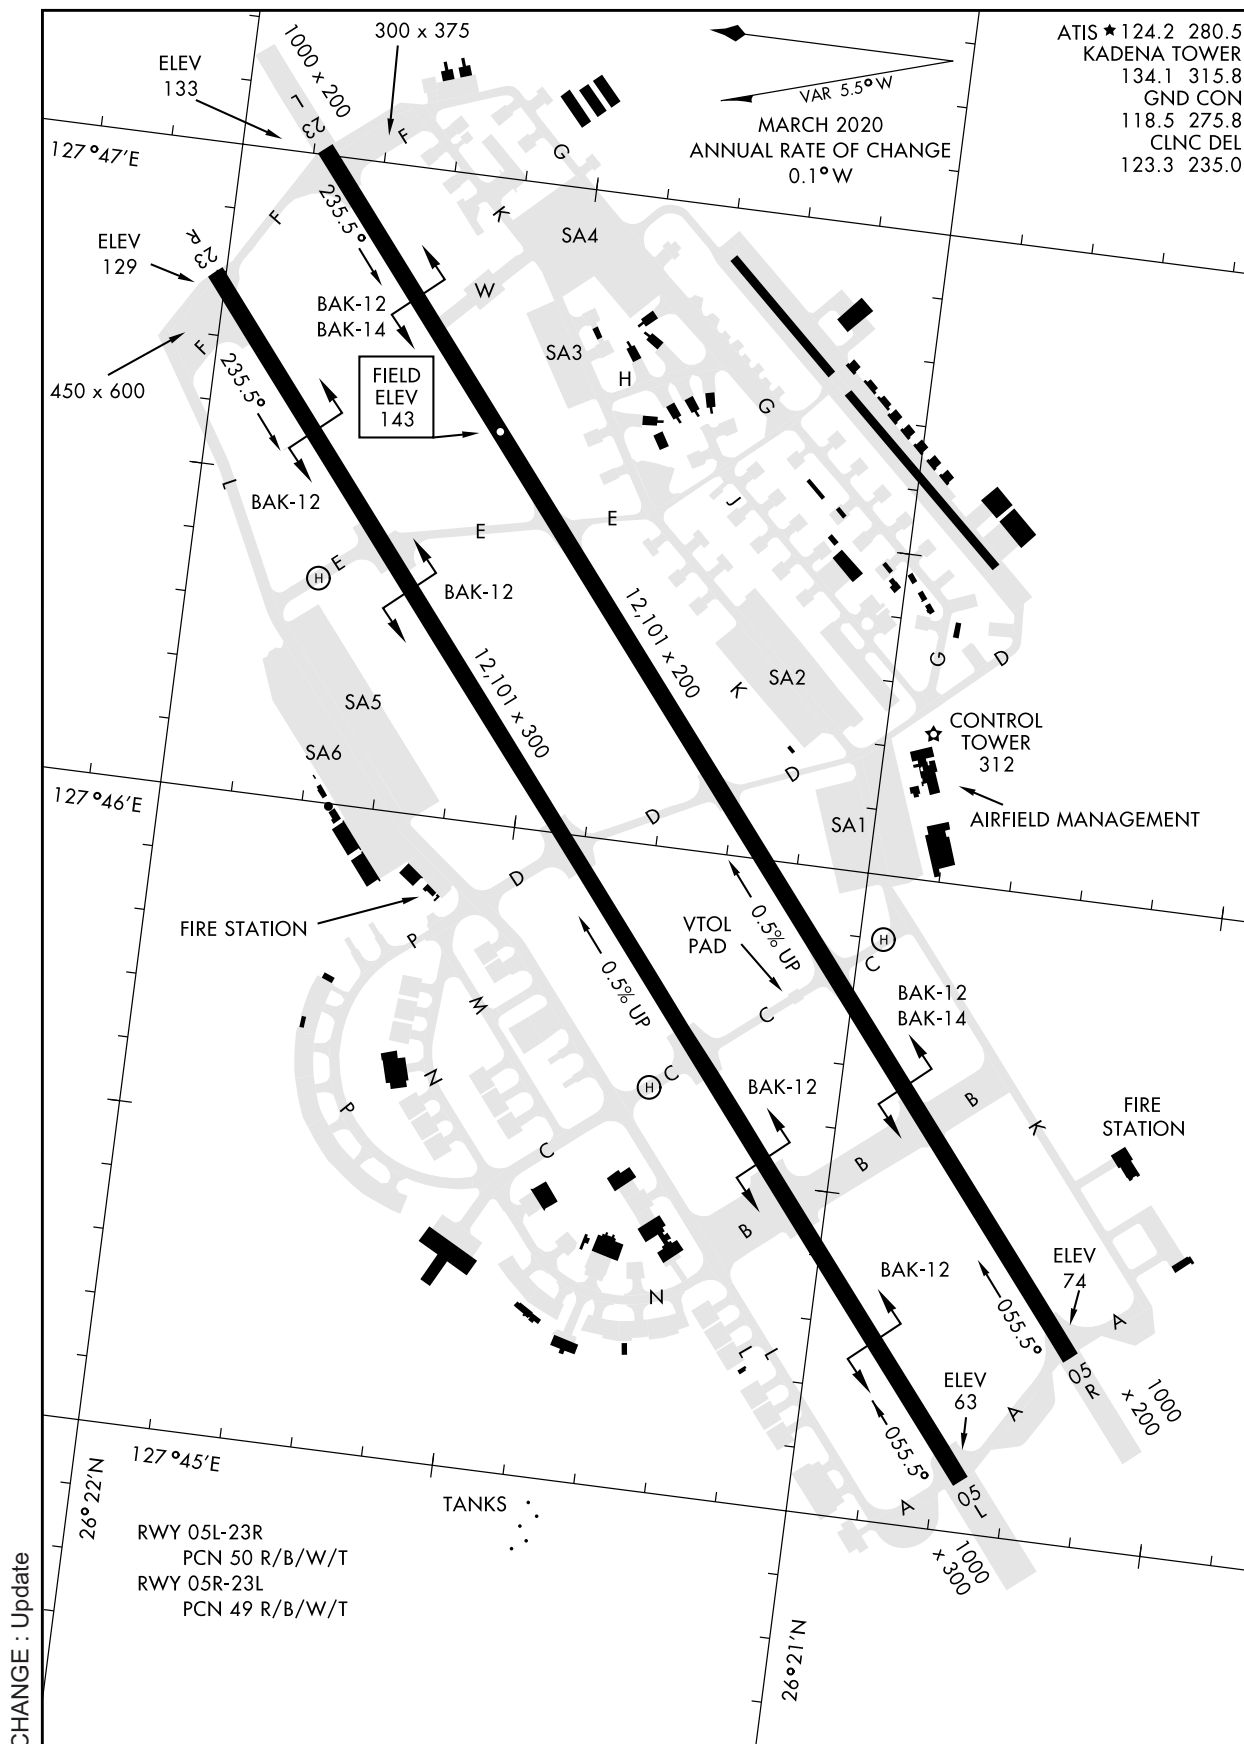 ATIS ★ 124.2 280.5
KADENA TOWER
134.1 315.8
GND CON
118.5 275.8
CLNC DEL
123.3 235.0
300 x 375
1000 x 200
ELEV
133
VAR 5.5° W
MARCH 2020
ANNUAL RATE OF CHANGE
0.1° W
127°47'E
23
L
F
G
F
K
235.5°
SA4
ELEV
129
23
R
W
BAK-12
BAK-14
SA3
F
450 x 600
235.5°
FIELD
ELEV
143
H
G
L
BAK-12
E
E
J
H
E
BAK-12
12,101 x 200
G
D
12,101 x 300
SA2
K
SA5
SA6
CONTROL
TOWER
312
D
127°46'E
D
SA1
AIRFIELD MANAGEMENT
D
FIRE STATION
P
VTOL
PAD
0.5% UP
H
C
0.5% UP
BAK-12
BAK-14
M
C
C
H
N
P
BAK-12
B
K
FIRE
STATION
C
B
B
BAK-12
ELEV
74
N
055.5°
A
L
L
ELEV
63
05
R
1000
x 200
A
055.5°
127°45'E
26°22'N
TANKS
A
05
L
1000
x 300
RWY 05L-23R
PCN 50 R/B/W/T
RWY 05R-23L
PCN 49 R/B/W/T
26°21'N
CHANGE : Update